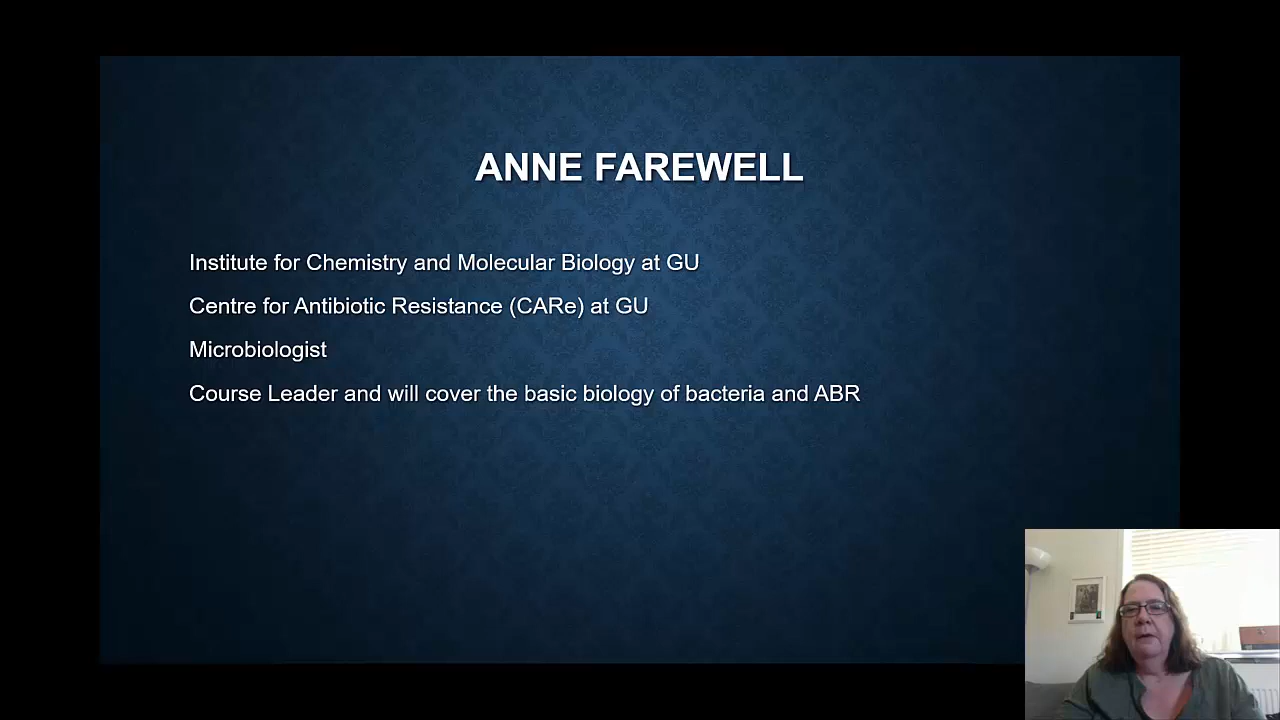 ANNE FAREWELL
Institute for Chemistry and Molecular Biology at GU
Centre for Antibiotic Resistance (CARe) at GU
Microbiologist
Course Leader and will cover the basic biology of bacteria and ABR